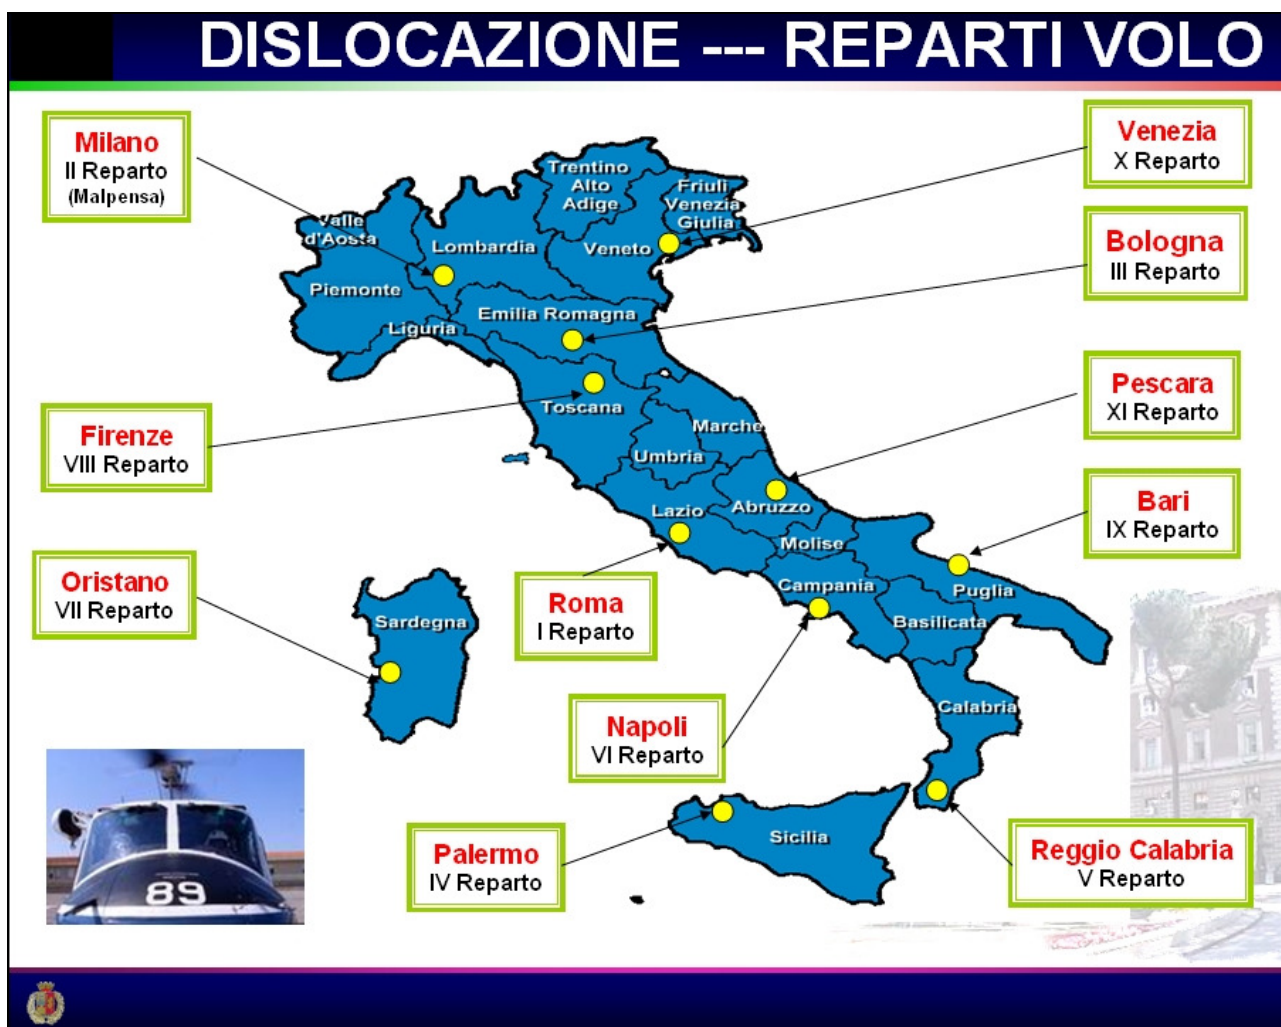 DISLOCAZIONE --- REPARTI VOLO
Milano
II Reparto
(Malpensa)
Venezia
X Reparto
Bologna
III Reparto
Pescara
XI Reparto
Firenze
VIII Reparto
Bari
IX Reparto
Oristano
VII Reparto
Roma
I Reparto
Napoli
VI Reparto
Palermo
IV Reparto
Reggio Calabria
V Reparto
Trentino
Alto
Adige
Friuli
Venezia
Giulia
Valle
d'Aosta
Lombardia
Veneto
Piemonte
Emilia Romagna
Liguria
Toscana
Marche
Umbria
Lazio
Abruzzo
Molise
Campania
Puglia
Basilicata
Sardegna
Calabria
Sicilia
89